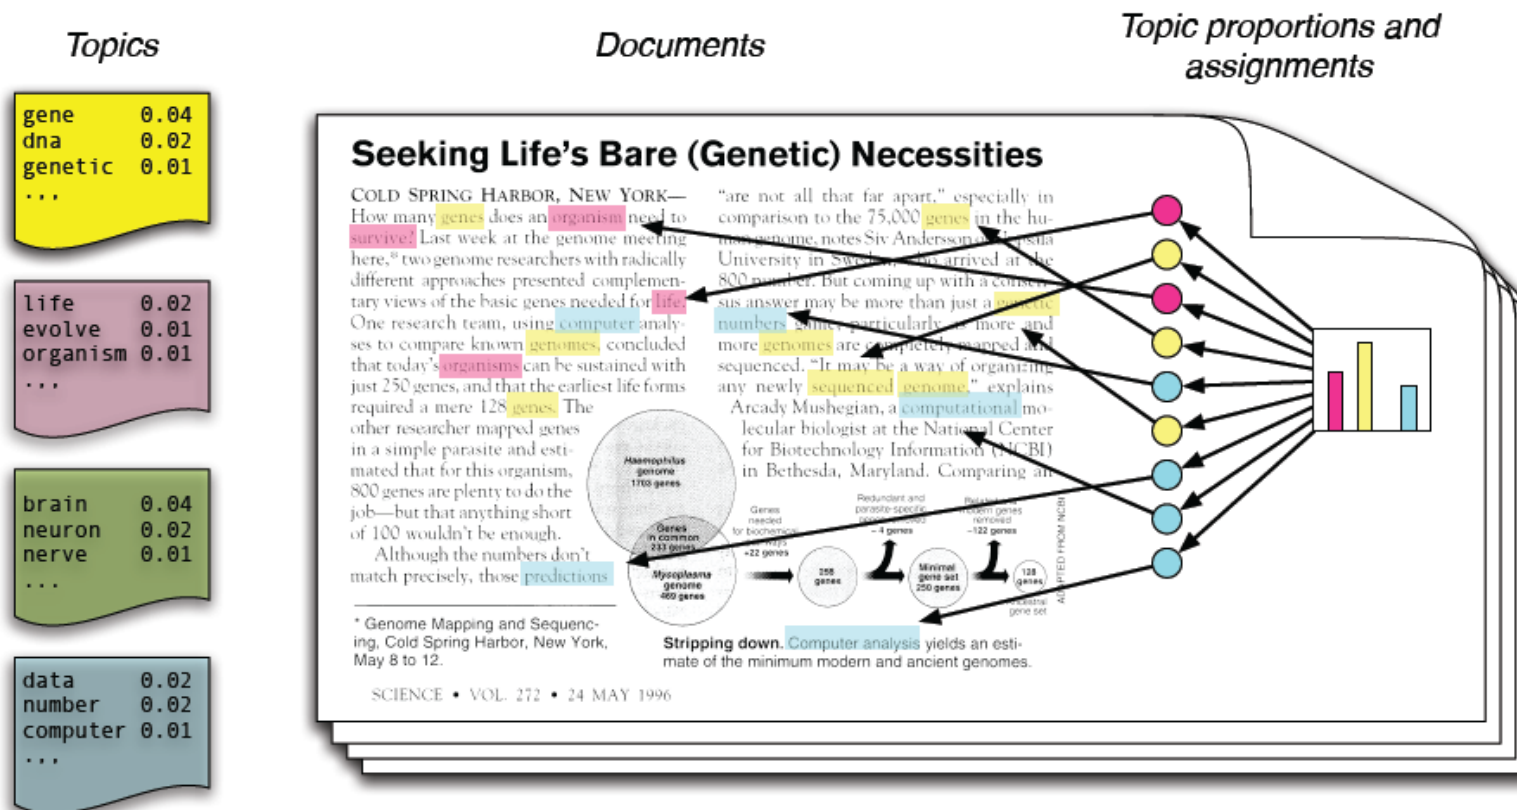 Topics
Documents
Topic proportions and
assignments
gene 0.04
dna 0.02
genetic 0.01
...
life 0.02
evolve 0.01
organism 0.01
...
brain 0.04
neuron 0.02
nerve 0.01
...
data 0.02
number 0.02
computer 0.01
...
Seeking Life's Bare (Genetic) Necessities
COLD SPRING HARBOR, NEW YORK—
How many genes does an organism need to
survive? Last week at the genome meeting
here,* two genome researchers with radically
different approaches presented complemen-
tary views of the basic genes needed for life.
One research team, using computer analy-
ses to compare known genomes, concluded
that today's organisms can be sustained with
just 250 genes, and that the earliest life forms
required a mere 128 genes. The
other researcher mapped genes
in a simple parasite and esti-
mated that for this organism,
800 genes are plenty to do the
job—but that anything short
of 100 wouldn't be enough.
Although the numbers don't
match precisely, those predictions
* Genome Mapping and Sequenc-
ing, Cold Spring Harbor, New York,
May 8 to 12.
"are not all that far apart," especially in
comparison to the 75,000 genes in the hu-
man genome, notes Siv Andersson of Uppsala
University in Sweden, who arrived at the
800 number. But coming up with a consen-
sus answer may be more than just a genetic
numbers game, particularly as more and
more genomes are completely mapped and
sequenced. "It may be a way of organizing
any newly sequenced genome," explains
Arcady Mushegian, a computational mo-
lecular biologist at the National Center
for Biotechnology Information (NCBI)
in Bethesda, Maryland. Comparing an
Haemophilus
genome
1703 genes
Genes
in common
233 genes
Mycoplasma
genome
469 genes
Genes
needed
for biochemical
+22 genes
256
genes
Redundant and
parasite-specific
– 4 genes
Minimal
gene set
250 genes
modern genes
removed
–122 genes
128
genes
Ancestral
gene set
ADAPTED FROM NCBI
Stripping down. Computer analysis yields an esti-
mate of the minimum modern and ancient genomes.
SCIENCE • VOL. 272 • 24 MAY 1996